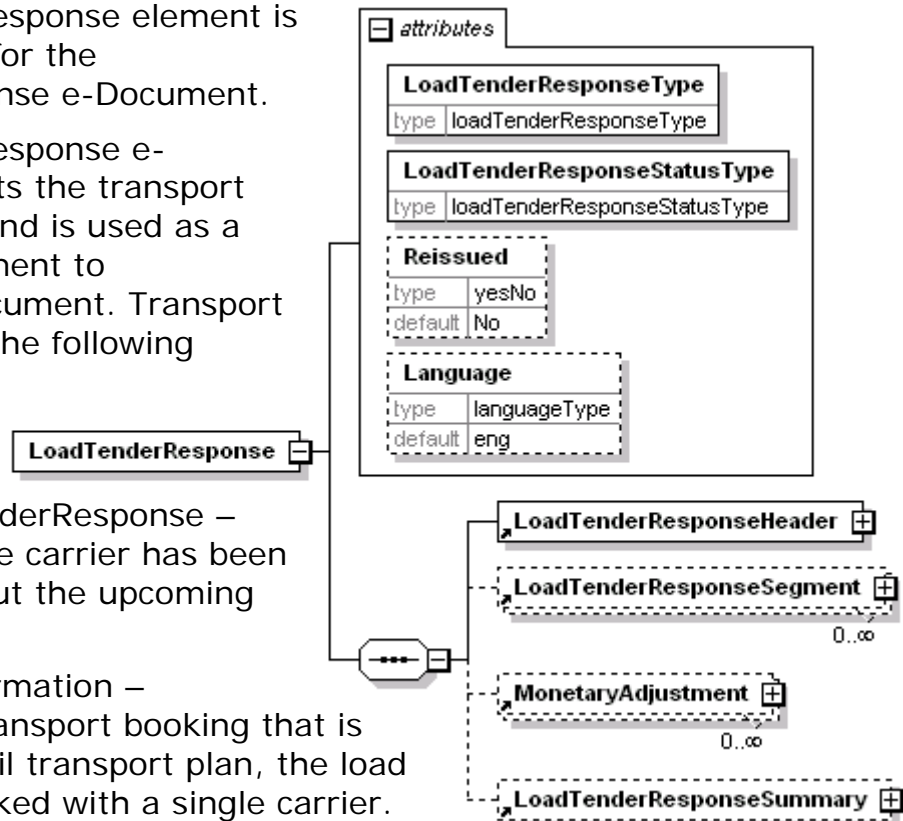 esponse element is
for the
nse e-Document.
esponse e-
ts the transport
nd is used as a
nent to
cument. Transport
he following
attributes
LoadTenderResponseType
type loadTenderResponseType
LoadTenderResponseStatusType
type loadTenderResponseStatusType
Reissued
type yesNo
default No
Language
type languageType
default eng
LoadTenderResponse
derResponse –
e carrier has been
ut the upcoming
rmation –
ansport booking that is
il transport plan, the load
ked with a single carrier.
LoadTenderResponseHeader
LoadTenderResponseSegment
0..∞
MonetaryAdjustment
0..∞
LoadTenderResponseSummary